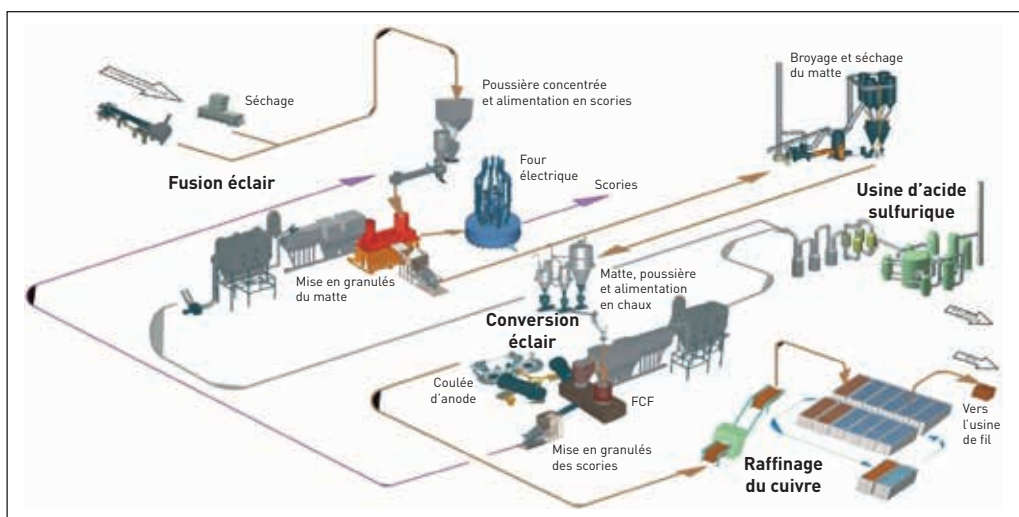 Séchage
Poussière concentrée
et alimentation en scories
Broyage et séchage
du matte
Fusion éclair
Four
électrique
Scories
Usine d'acide
sulfurique
Mise en granulés
du matte
Matte, poussière
et alimentation
en chaux
Conversion
éclair
Coulée
d'anode
FCF
Mise en granulés
des scories
Raffinage
du cuivre
Vers
l'usine
de fil